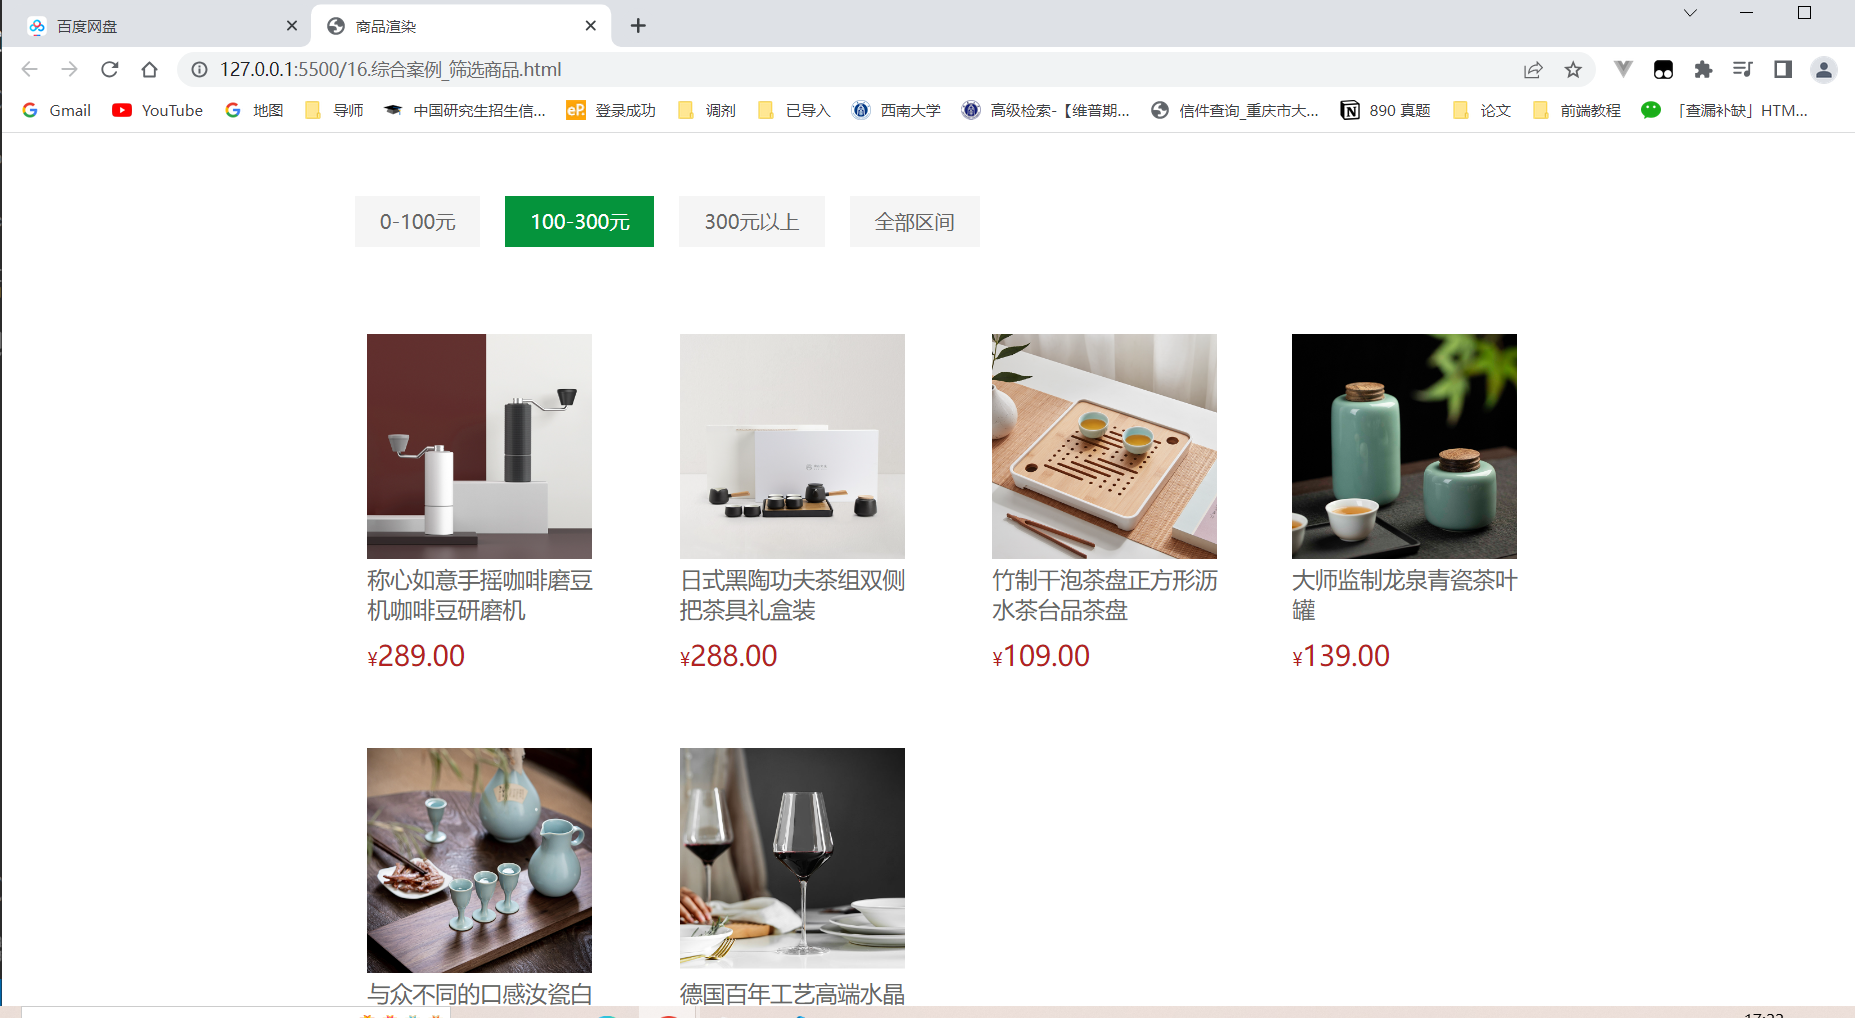 百度网盘
商品渲染
127.0.0.1:5500/16.综合案例_筛选商品.html
Gmail
YouTube
地图
导师
中国研究生招生信...
eP.
登录成功
调剂
已导入
西南大学
高级检索-【维普期...
信件查询_重庆市大...
890 真题
论文
前端教程
「查漏补缺」HTM...
0-100元
100-300元
300元以上
全部区间
称心如意手摇咖啡磨豆
机咖啡豆研磨机
¥289.00
日式黑陶功夫茶组双侧
把茶具礼盒装
¥288.00
竹制干泡茶盘正方形沥
水茶台品茶盘
¥109.00
大师监制龙泉青瓷茶叶
罐
¥139.00
与众不同的口感汝瓷白
德国百年工艺高端水晶